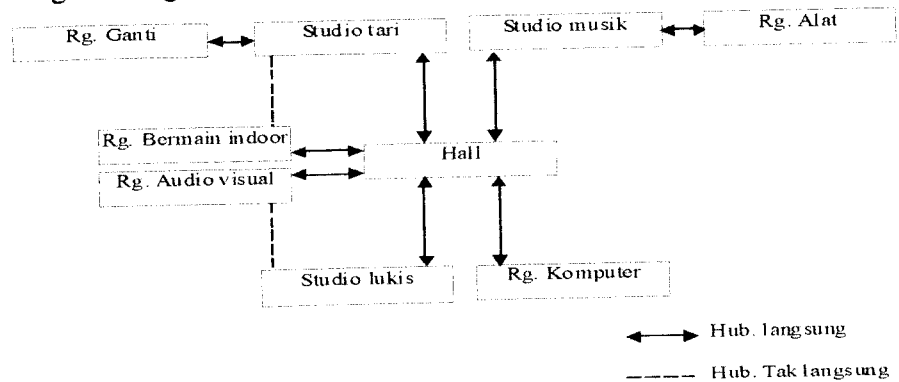 Rg. Ganti
Studio tari
Studio musik
Rg. Alat
Rg. Bermain indoor
Hall
Rg. Audio visual
Studio lukis
Rg. Komputer
Hub. langsung
Hub. Tak langsung